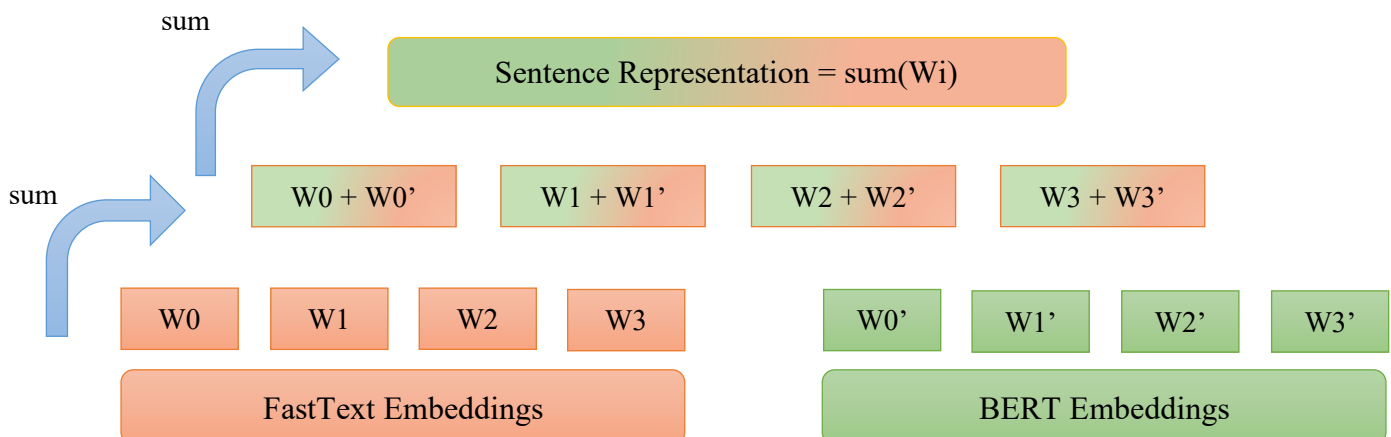 sum
Sentence Representation = sum(Wi)
sum
W0 + W0’
W1 + W1’
W2 + W2’
W3 + W3’
W0
W1
W2
W3
W0’
W1’
W2’
W3’
FastText Embeddings
BERT Embeddings